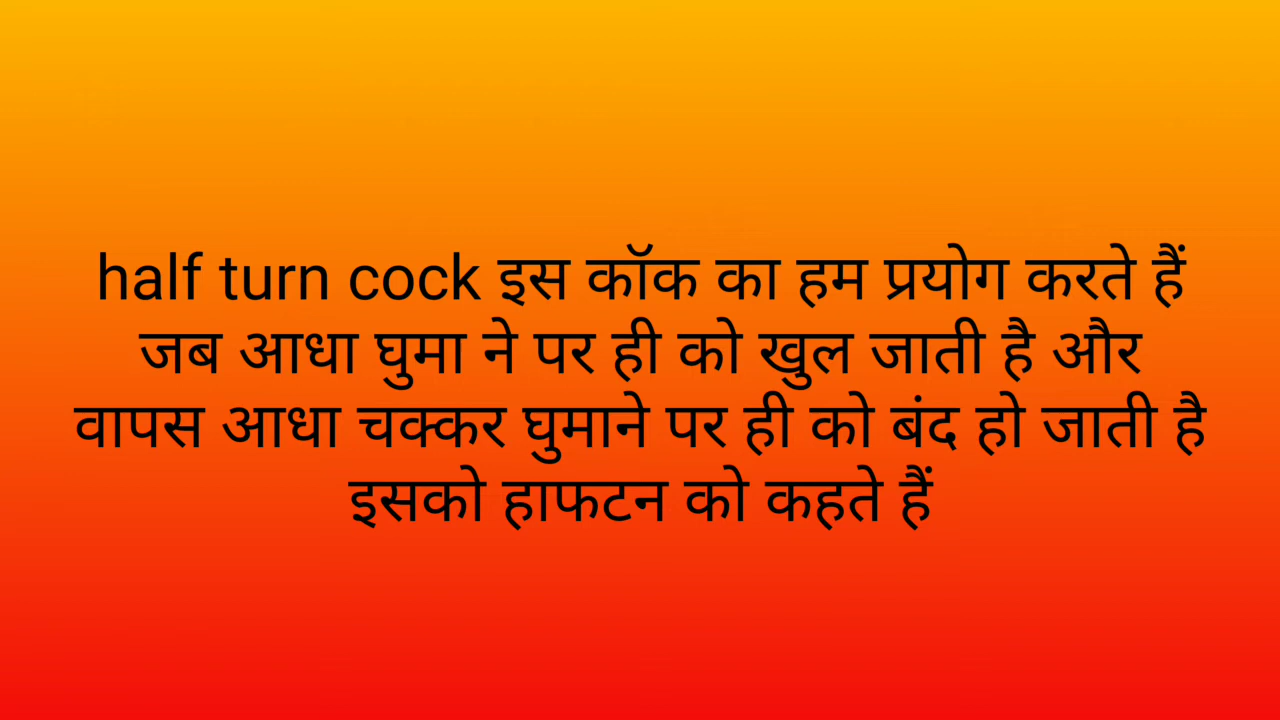 half turn cock इस कॉक का हम प्रयोग करते हैं
जब आधा घुमा ने पर ही को खुल जाती है और
वापस आधा चक्कर घुमाने पर ही को बंद हो जाती है
इसको हाफटन को कहते हैं